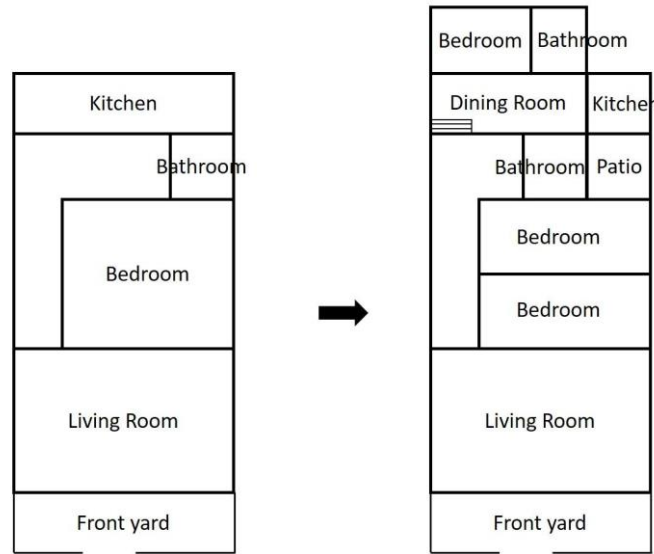 Kitchen
Bathroom
Bedroom
Living Room
Front yard
Bedroom
Bathroom
Dining Room
Kitchen
Bathroom
Patio
Bedroom
Bedroom
Living Room
Front yard